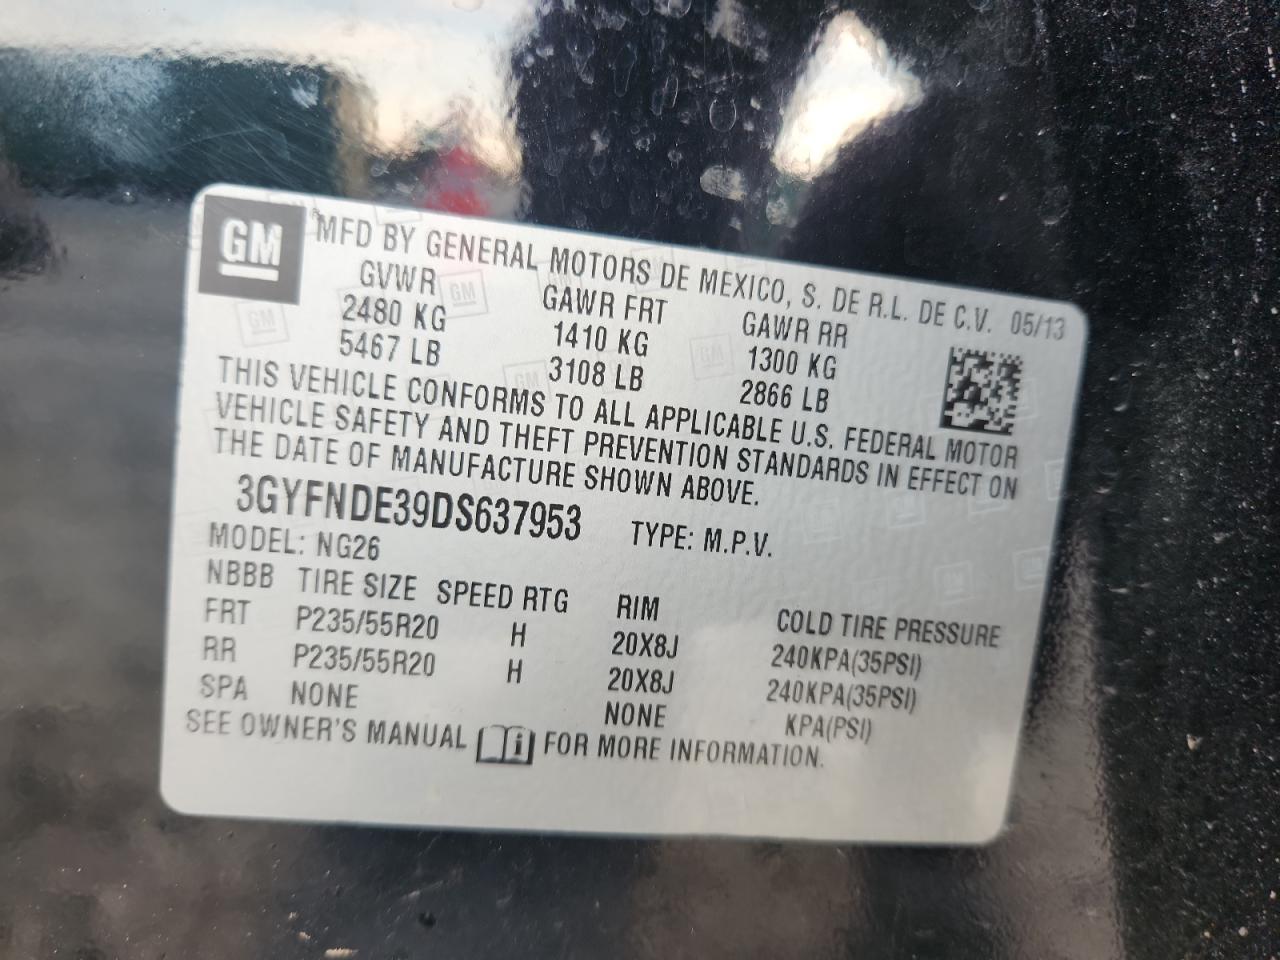 GM MFD BY GENERAL MOTORS DE MEXICO, S. DE R.L. DE C.V. 05/13
GVWR GAWR FRT GAWR RR
2480 KG 1410 KG 1300 KG
5467 LB 3108 LB 2866 LB
THIS VEHICLE CONFORMS TO ALL APPLICABLE U.S. FEDERAL MOTOR
VEHICLE SAFETY AND THEFT PREVENTION STANDARDS IN EFFECT ON
THE DATE OF MANUFACTURE SHOWN ABOVE.
3GYFNDE39DS637953 TYPE: M.P.V.
MODEL: NG26
NBBB TIRE SIZE SPEED RTG RIM COLD TIRE PRESSURE
FRT P235/55R20 H 20X8J 240KPA(35PSI)
RR P235/55R20 H 20X8J 240KPA(35PSI)
SPA NONE NONE KPA(PSI)
SEE OWNER'S MANUAL i FOR MORE INFORMATION.